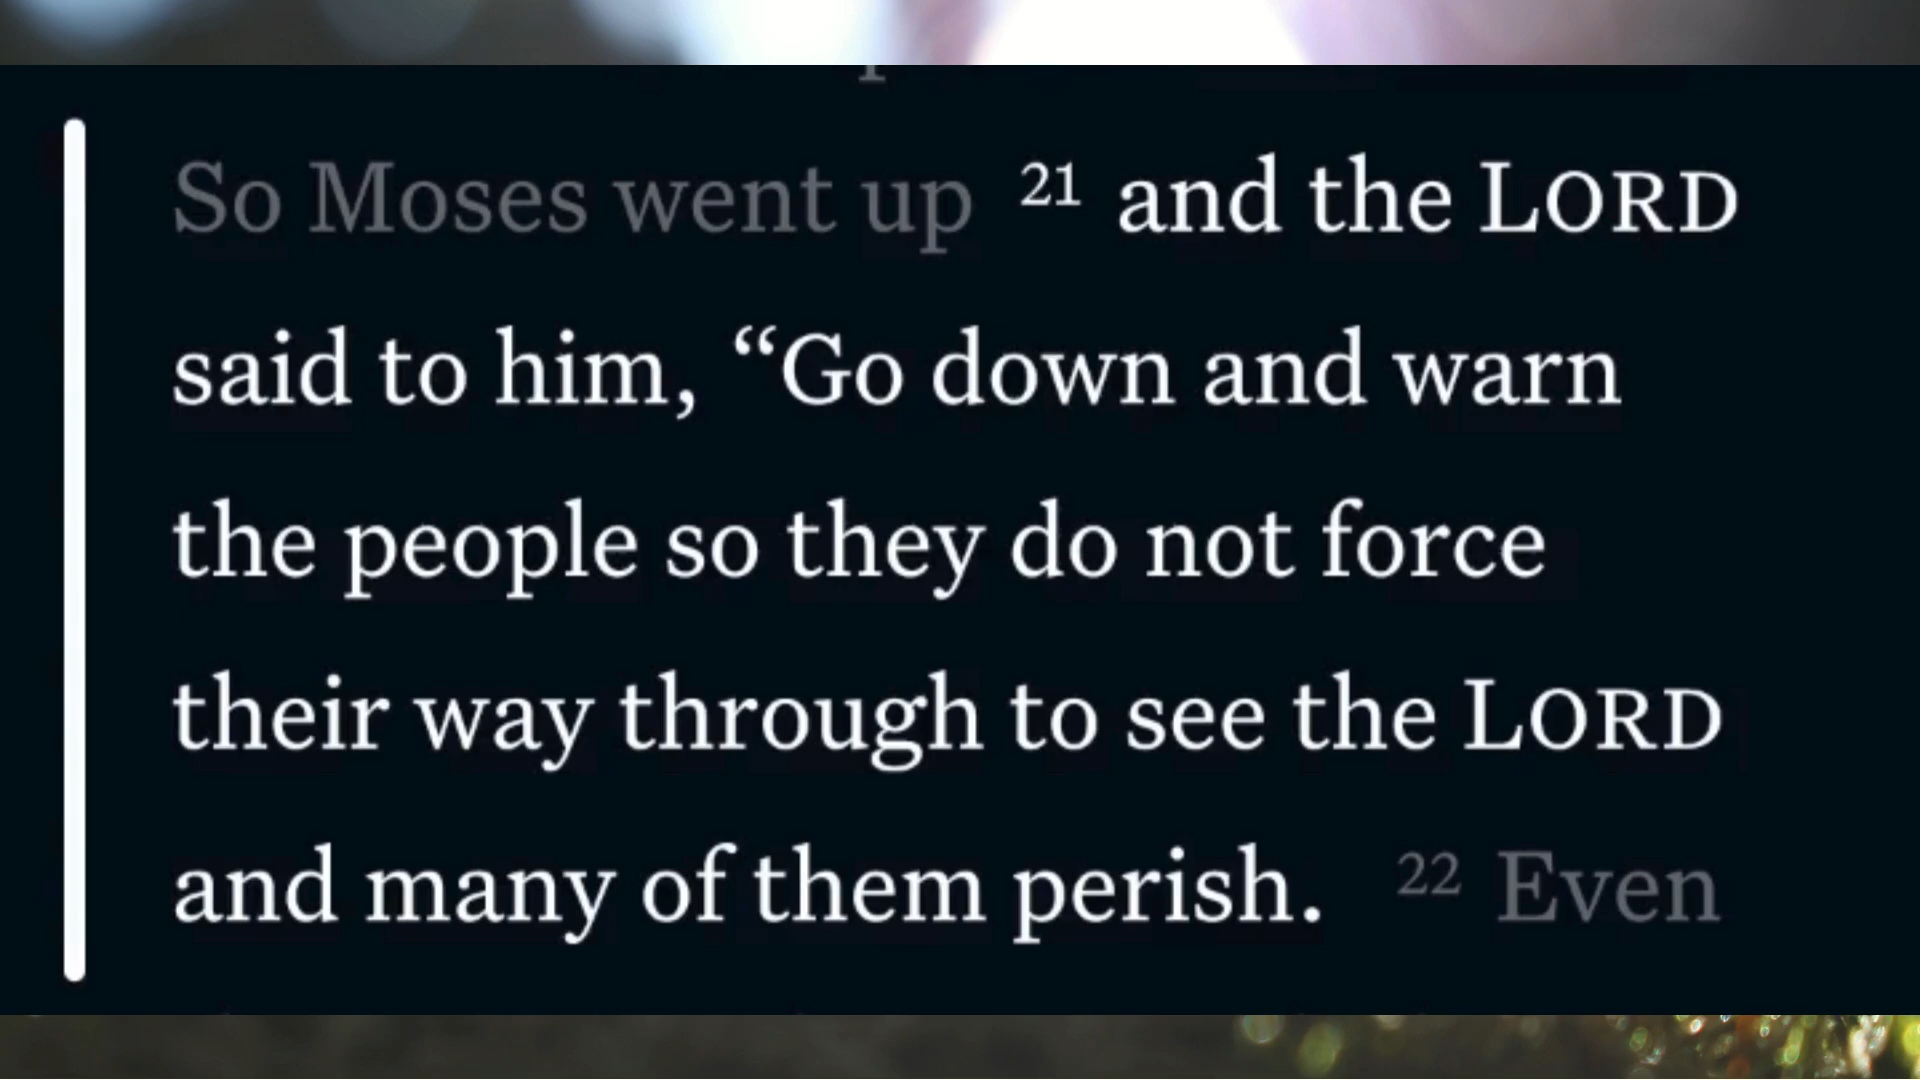 So Moses went up 21 and the LORD
said to him, “Go down and warn
the people so they do not force
their way through to see the LORD
and many of them perish. 22 Even